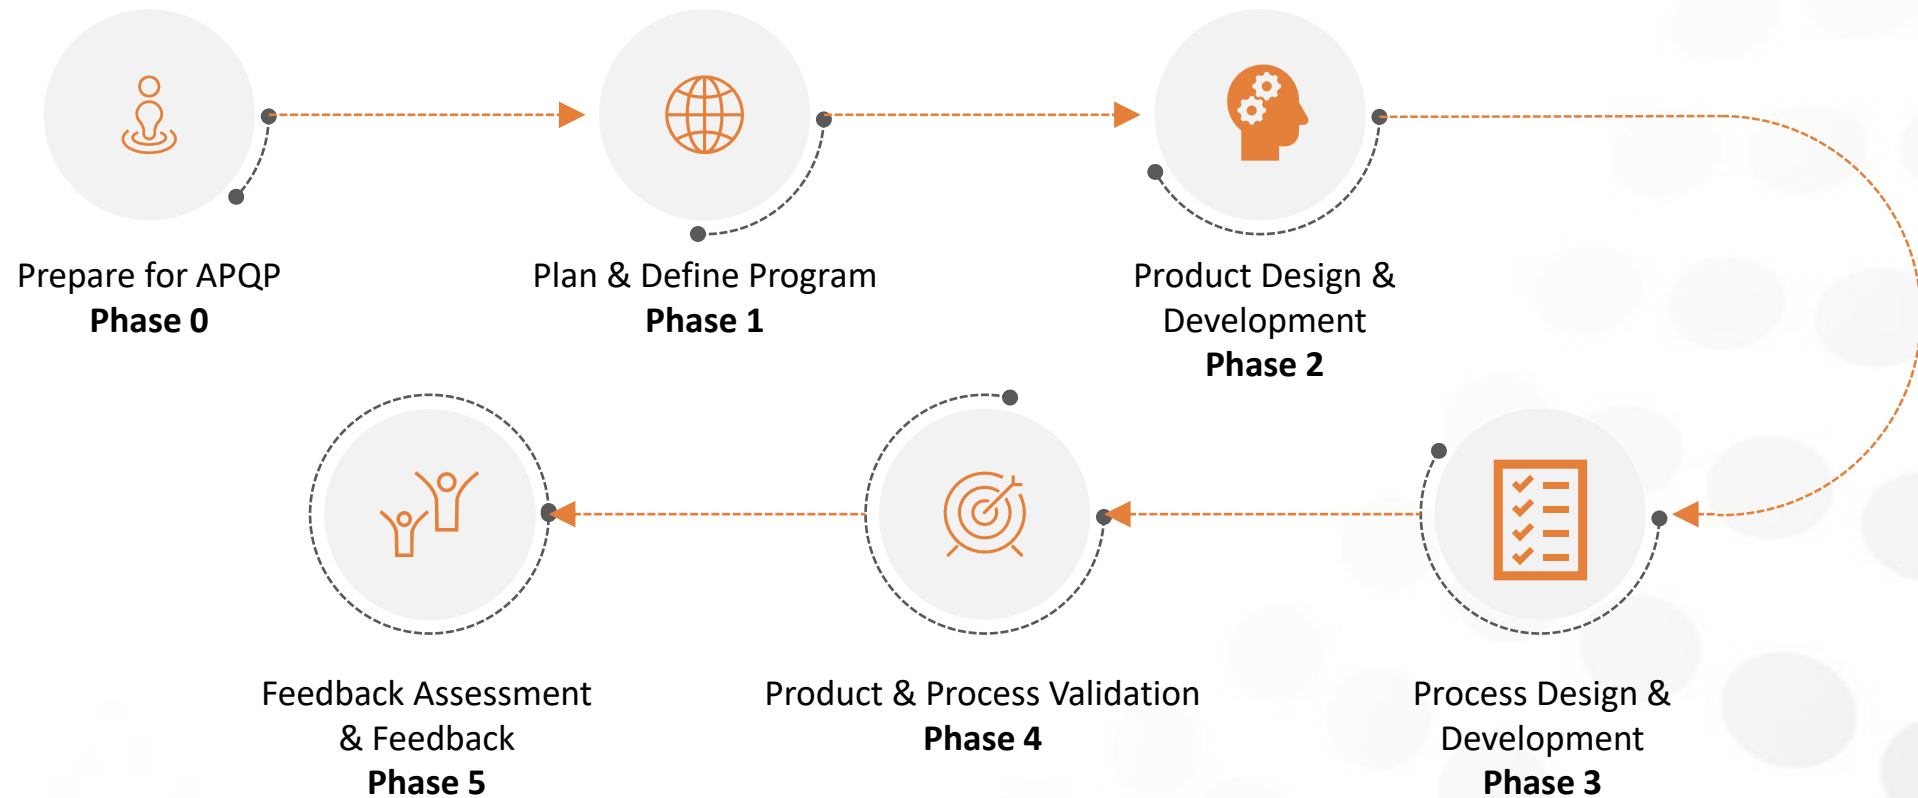 Prepare for APQP
Phase 0
Plan & Define Program
Phase 1
Product Design &
Development
Phase 2
Process Design &
Development
Phase 3
Product & Process Validation
Phase 4
Feedback Assessment
& Feedback
Phase 5